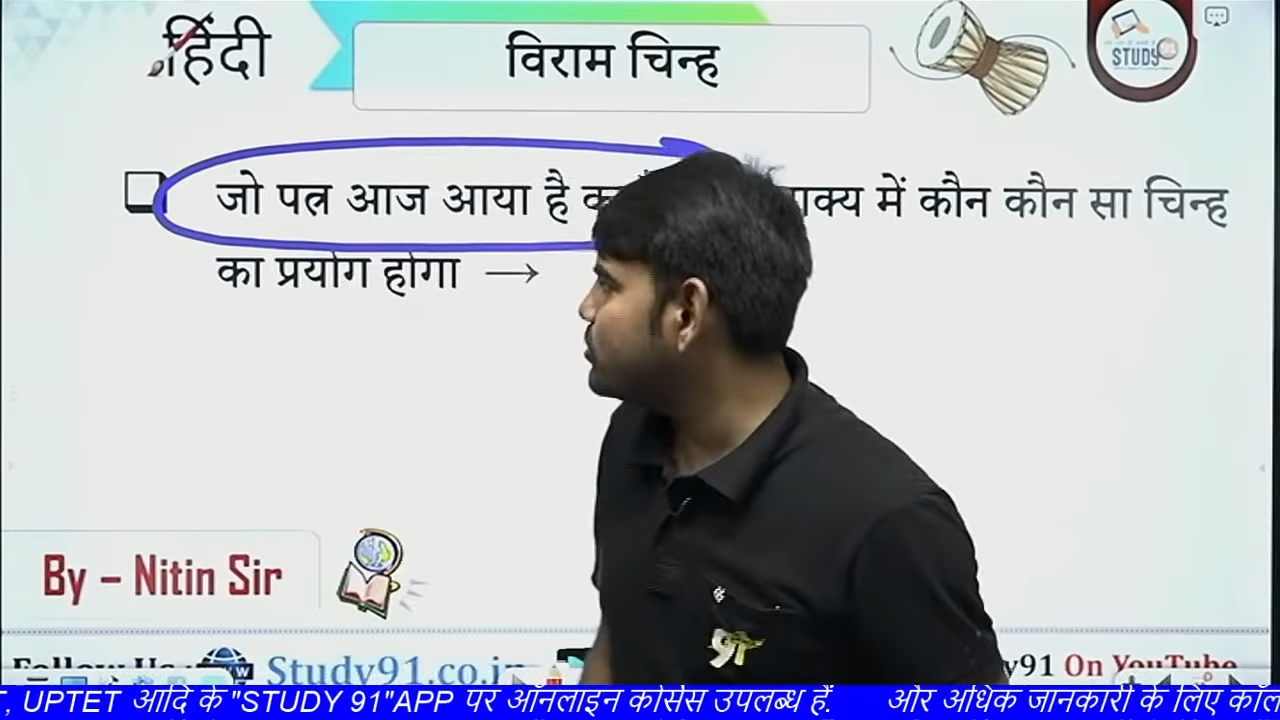 हिंदी
विराम चिन्ह
STUDY
जो पत्र आज आया है में कौन कौन सा चिन्ह
का प्रयोग होगा →
By – Nitin Sir
91
Study91.co.in
On YouTube
UPTET आदि के "STUDY 91"APP पर ऑनलाइन कोर्सेस उपलब्ध हैं. और अधिक जानकारी के लिए